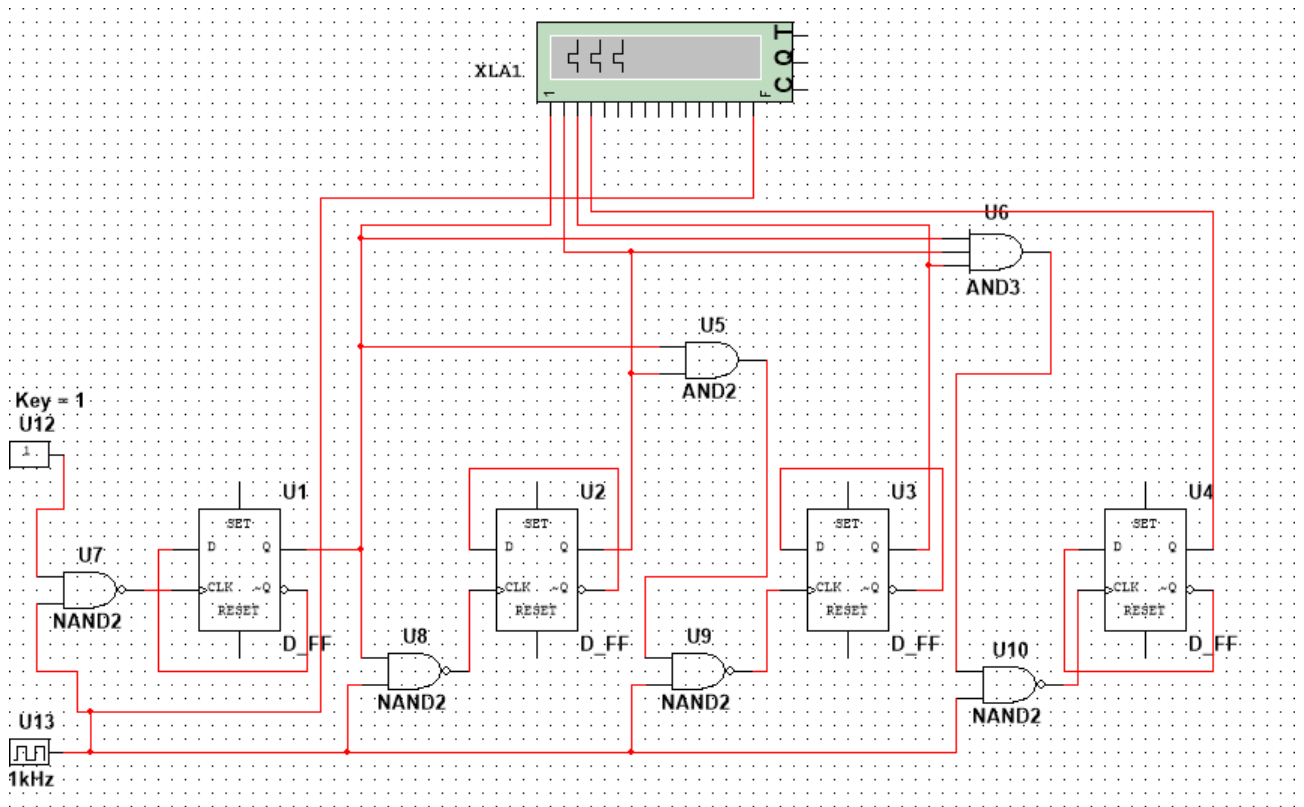 XLA1
1
F
T
Q
C
U6
AND3
U5
AND2
Key = 1
U12
1
U1
SET
D Q
CLK ~Q
RESET
D_FF
U2
SET
D Q
CLK ~Q
RESET
D_FF
U3
SET
D Q
CLK ~Q
RESET
D_FF
U4
SET
D Q
CLK ~Q
RESET
D_FF
U7
NAND2
U8
NAND2
U9
NAND2
U10
NAND2
U13
1kHz